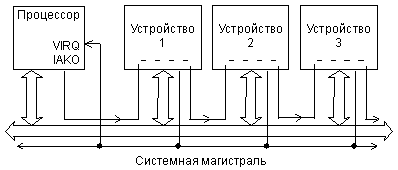 Процессор
VIRQ
IAKO
Устройство
1
Устройство
2
Устройство
3
Системная магистраль